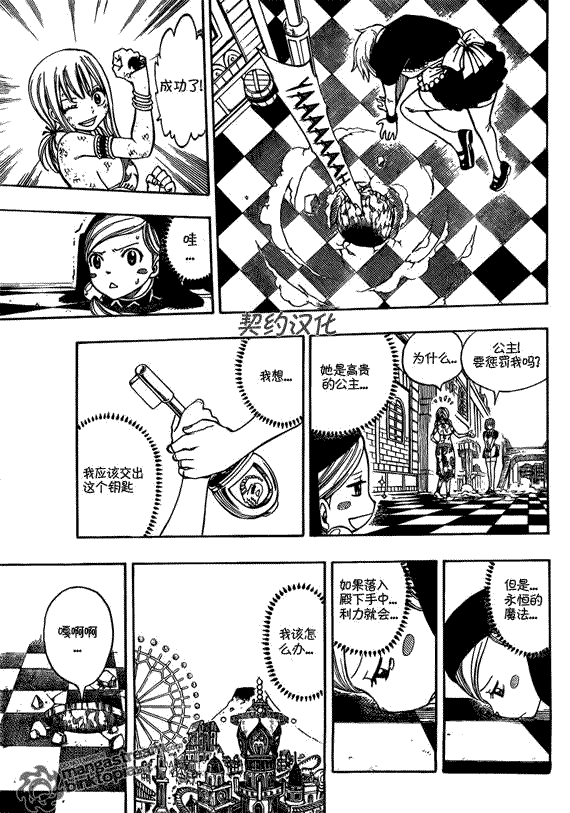 YAAAAAA
成功了!
哇
...
契约汉化
公主!
要惩罚我吗?
为什么...
她是高贵
的公主...
我想...
我应该交出
这个钥匙
但是...
永恒的
魔法...
如果落入
殿下手中...
利力就会...
我该怎
么办...
嘎啊啊
...
mangastream